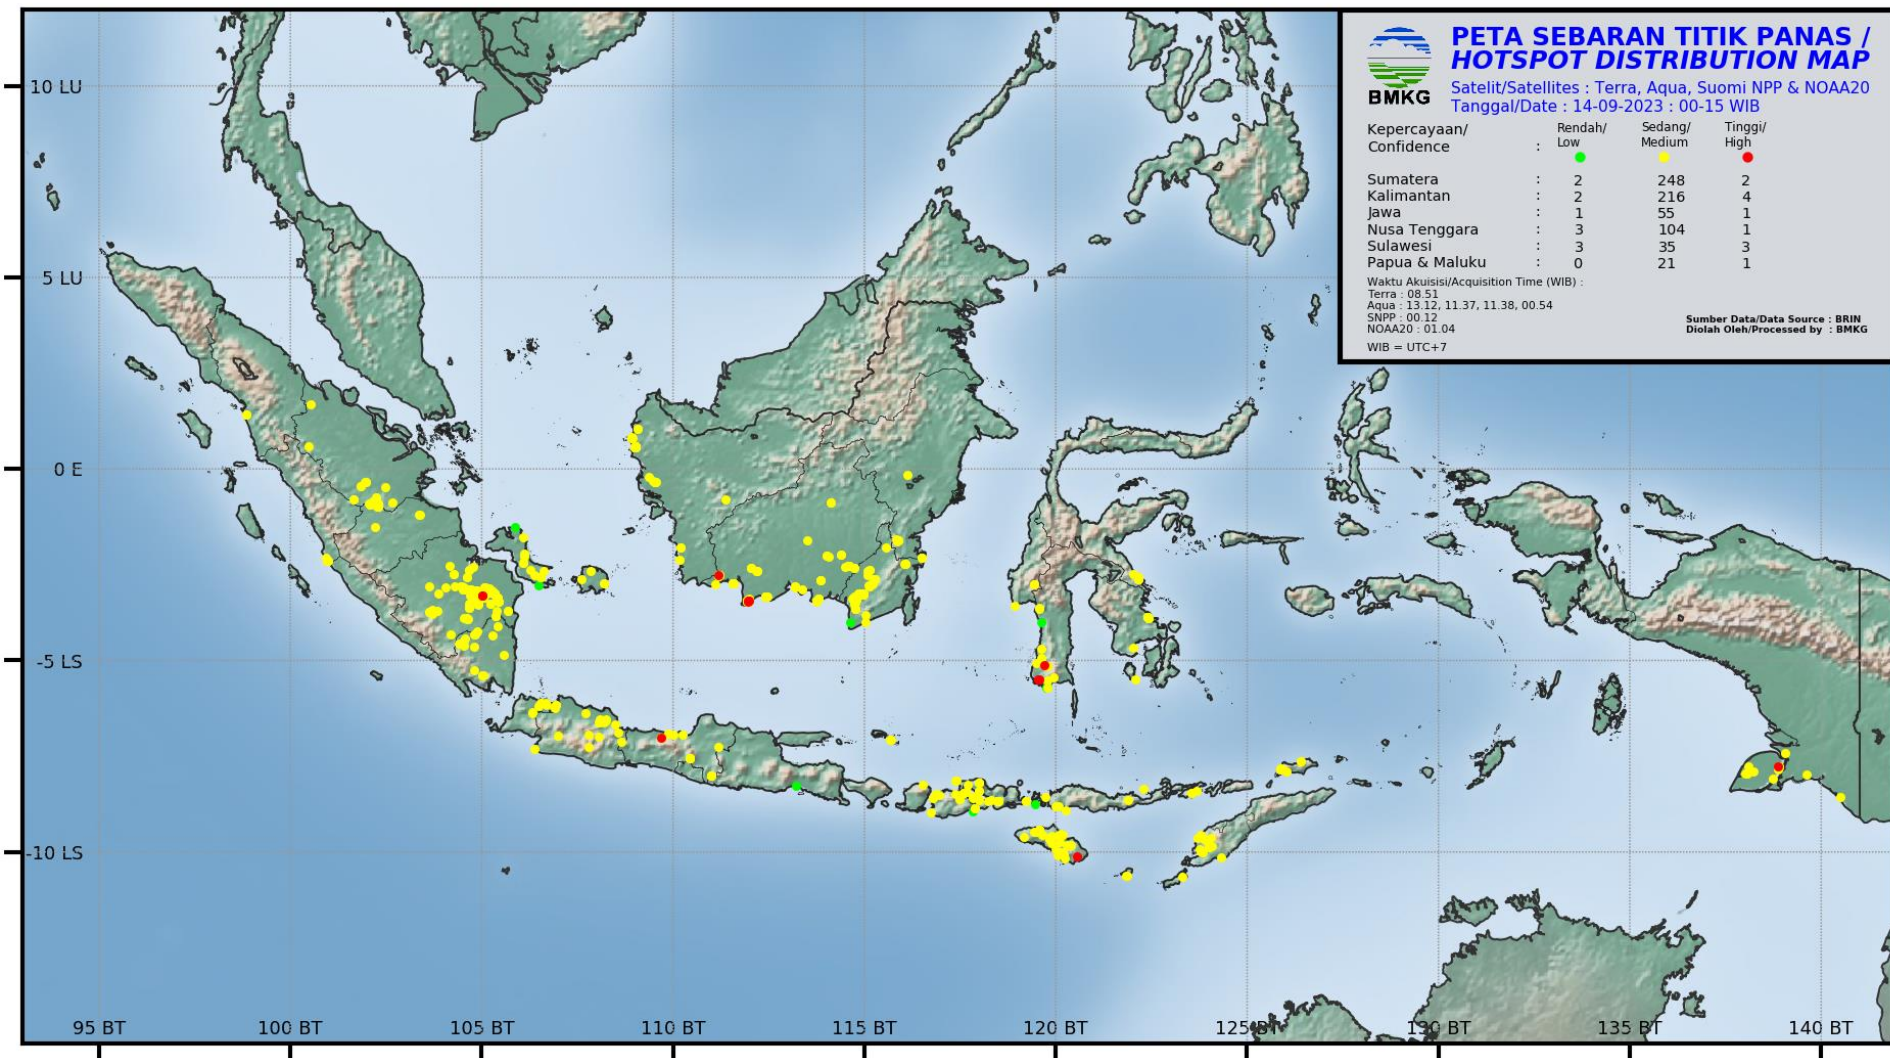 PETA SEBARAN TITIK PANAS /
HOTSPOT DISTRIBUTION MAP
BMKG
Satelit/Satellites : Terra, Aqua, Suomi NPP & NOAA20
Tanggal/Date : 14-09-2023 : 00-15 WIB
Kepercayaan/ Rendah/ Sedang/ Tinggi/
Confidence : Low Medium High
Sumatera : 2 248 2
Kalimantan : 2 216 4
Jawa : 1 55 1
Nusa Tenggara : 3 104 1
Sulawesi : 3 35 3
Papua & Maluku : 0 21 1
Waktu Akuisisi/Acquisition Time (WIB) :
Terra : 08.51
Aqua : 13.12, 11.37, 11.38, 00.54
SNPP : 00.12
NOAA20 : 01.04
WIB = UTC+7
Sumber Data/Data Source : BRIN
Diolah Oleh/Processed by : BMKG
10 LU
5 LU
0 E
-5 LS
-10 LS
95 BT 100 BT 105 BT 110 BT 115 BT 120 BT 125 BT 130 BT 135 BT 140 BT